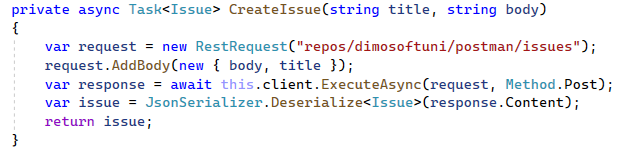 private async Task<Issue> CreateIssue(string title, string body)
{
    var request = new RestRequest("repos/dimosoftuni/postman/issues");
    request.AddBody(new { body, title });
    var response = await this.client.ExecuteAsync(request, Method.Post);
    var issue = JsonSerializer.Deserialize<Issue>(response.Content);
    return issue;
}